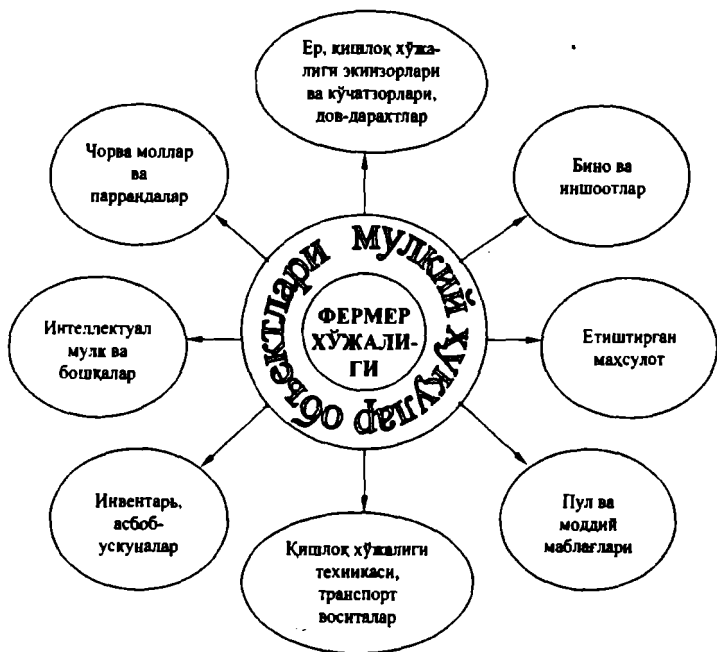 Ер, қишлоқ хўжа-
лиги экинзорлари
ва кўчатзорлари,
дов-дарахтлар
Чорва моллар
ва
паррандалар
Бино ва
иншоотлар
мулкий ҳуқуқлар объектлари
ФЕРМЕР
ХЎЖАЛИ-
ГИ
Интеллектуал
мулк ва
бошқалар
Етиштирган
маҳсулот
Инвентарь,
асбоб-
ускуналар
Пул ва
моддий
маблағлари
Қишлоқ хўжалиги
техникаси,
транспорт
воситалар